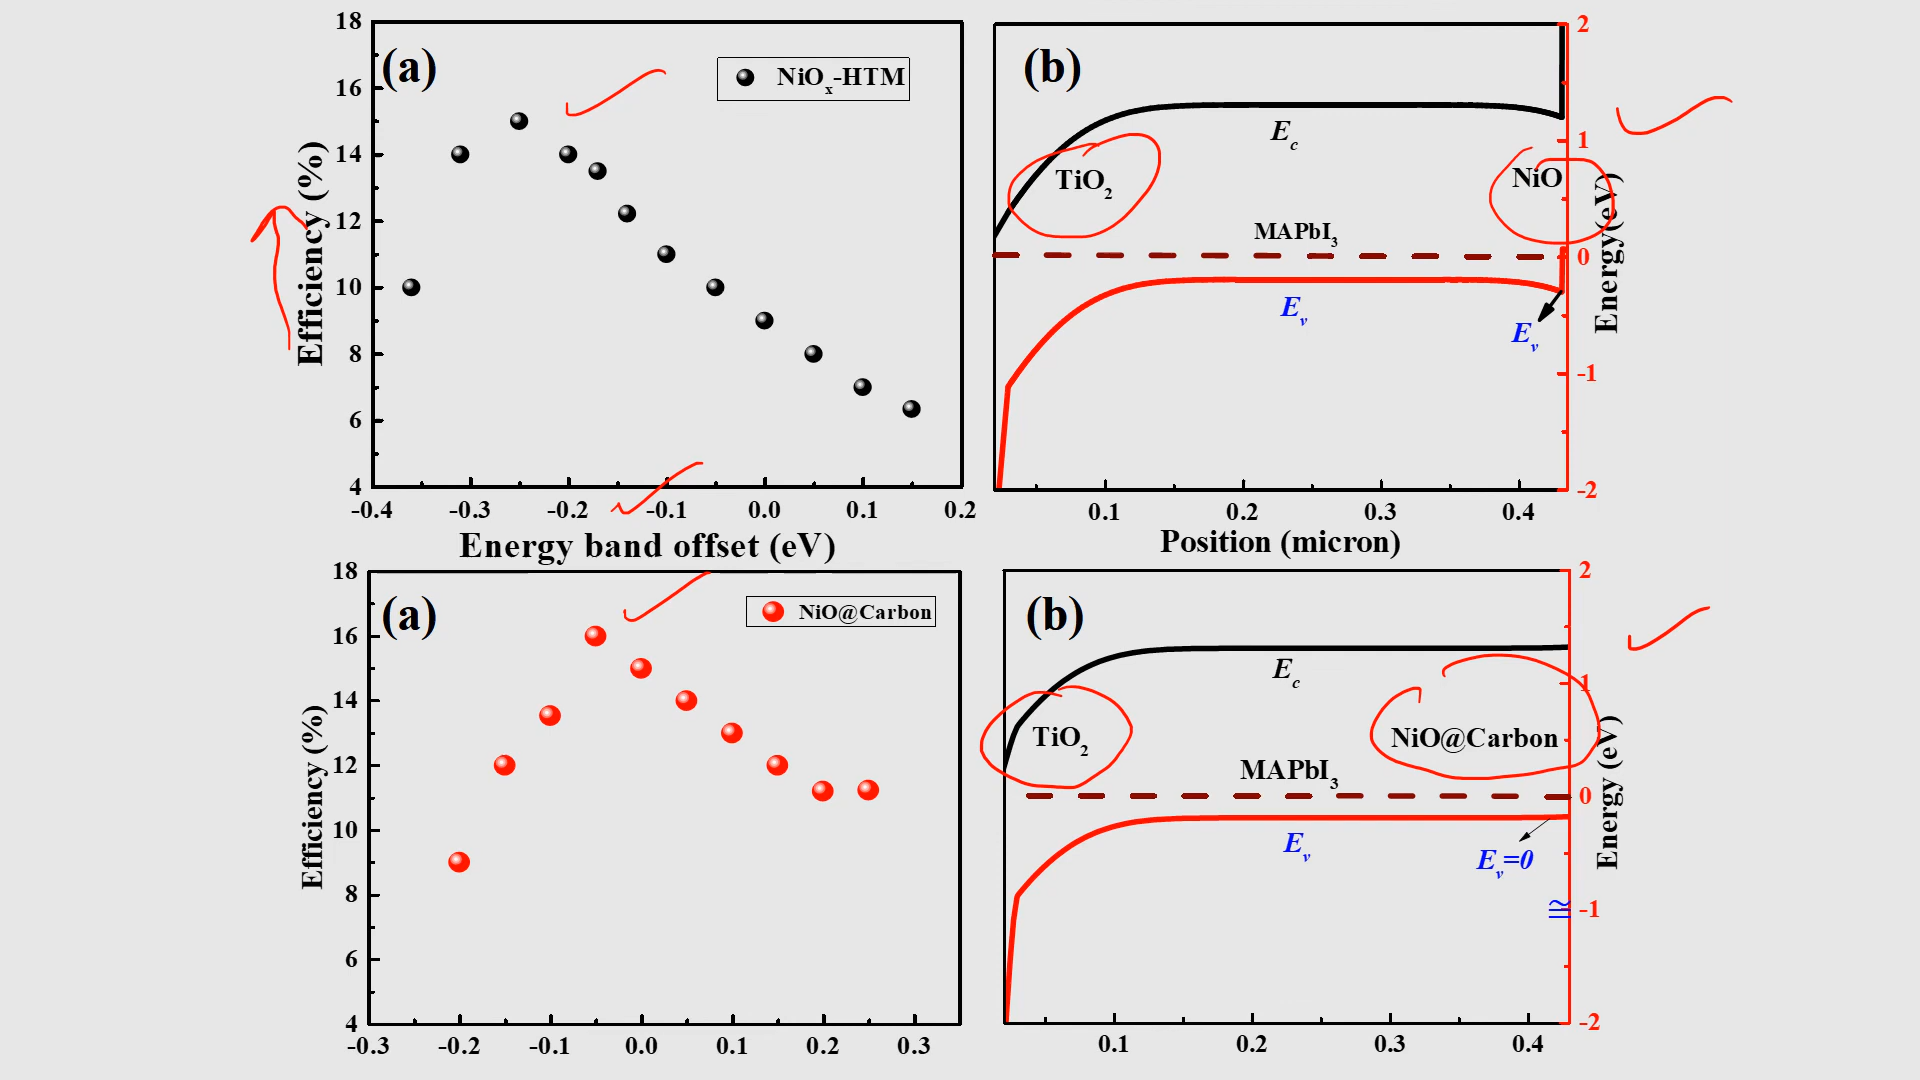 (a)
NiOx-HTM
Efficiency (%)
18
16
14
12
10
8
6
4
-0.4 -0.3 -0.2 -0.1 0.0 0.1 0.2
Energy band offset (eV)
(b)
Ec
TiO2
NiO
MAPbI3
Ev
Ev
2
1
0
-1
-2
Energy(eV)
0.1 0.2 0.3 0.4
Position (micron)
(a)
NiO@Carbon
Efficiency (%)
18
16
14
12
10
8
6
4
-0.3 -0.2 -0.1 0.0 0.1 0.2 0.3
(b)
Ec
TiO2
NiO@Carbon
MAPbI3
Ev
Ev=0
≅
2
1
0
-1
-2
Energy (eV)
0.1 0.2 0.3 0.4